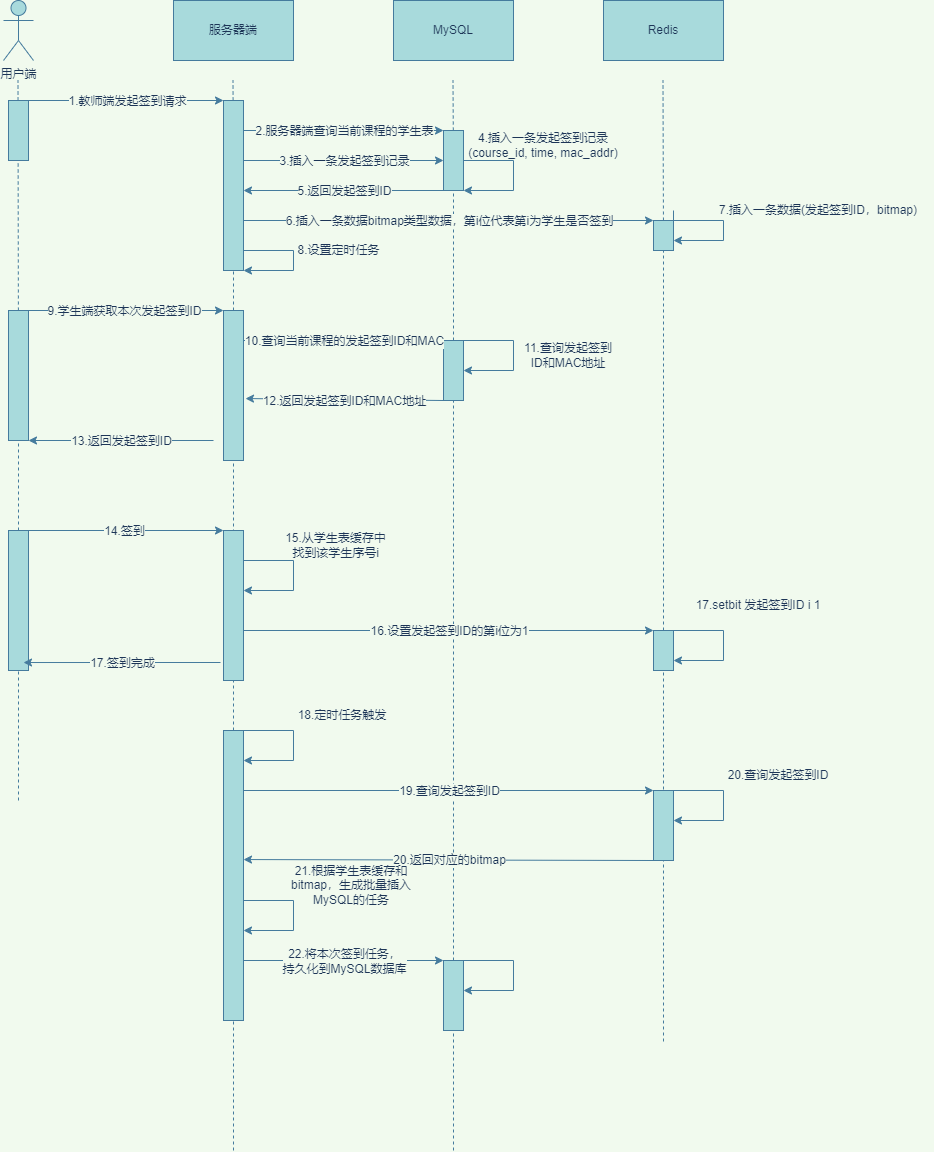 用户端
服务器端
MySQL
Redis
1.教师端发起签到请求
2.服务器端查询当前课程的学生表
3.插入一条发起签到记录
4.插入一条发起签到记录
(course_id, time, mac_addr)
5.返回发起签到ID
6.插入一条数据bitmap类型数据，第i位代表第i为学生是否签到
7.插入一条数据(发起签到ID，bitmap)
8.设置定时任务
9.学生端获取本次发起签到ID
10.查询当前课程的发起签到ID和MAC
11.查询发起签到
ID和MAC地址
12.返回发起签到ID和MAC地址
13.返回发起签到ID
14.签到
15.从学生表缓存中
找到该学生序号i
16.设置发起签到ID的第i位为1
17.setbit 发起签到ID i 1
17.签到完成
18.定时任务触发
19.查询发起签到ID
20.查询发起签到ID
20.返回对应的bitmap
21.根据学生表缓存和
bitmap，生成批量插入
MySQL的任务
22.将本次签到任务，
持久化到MySQL数据库